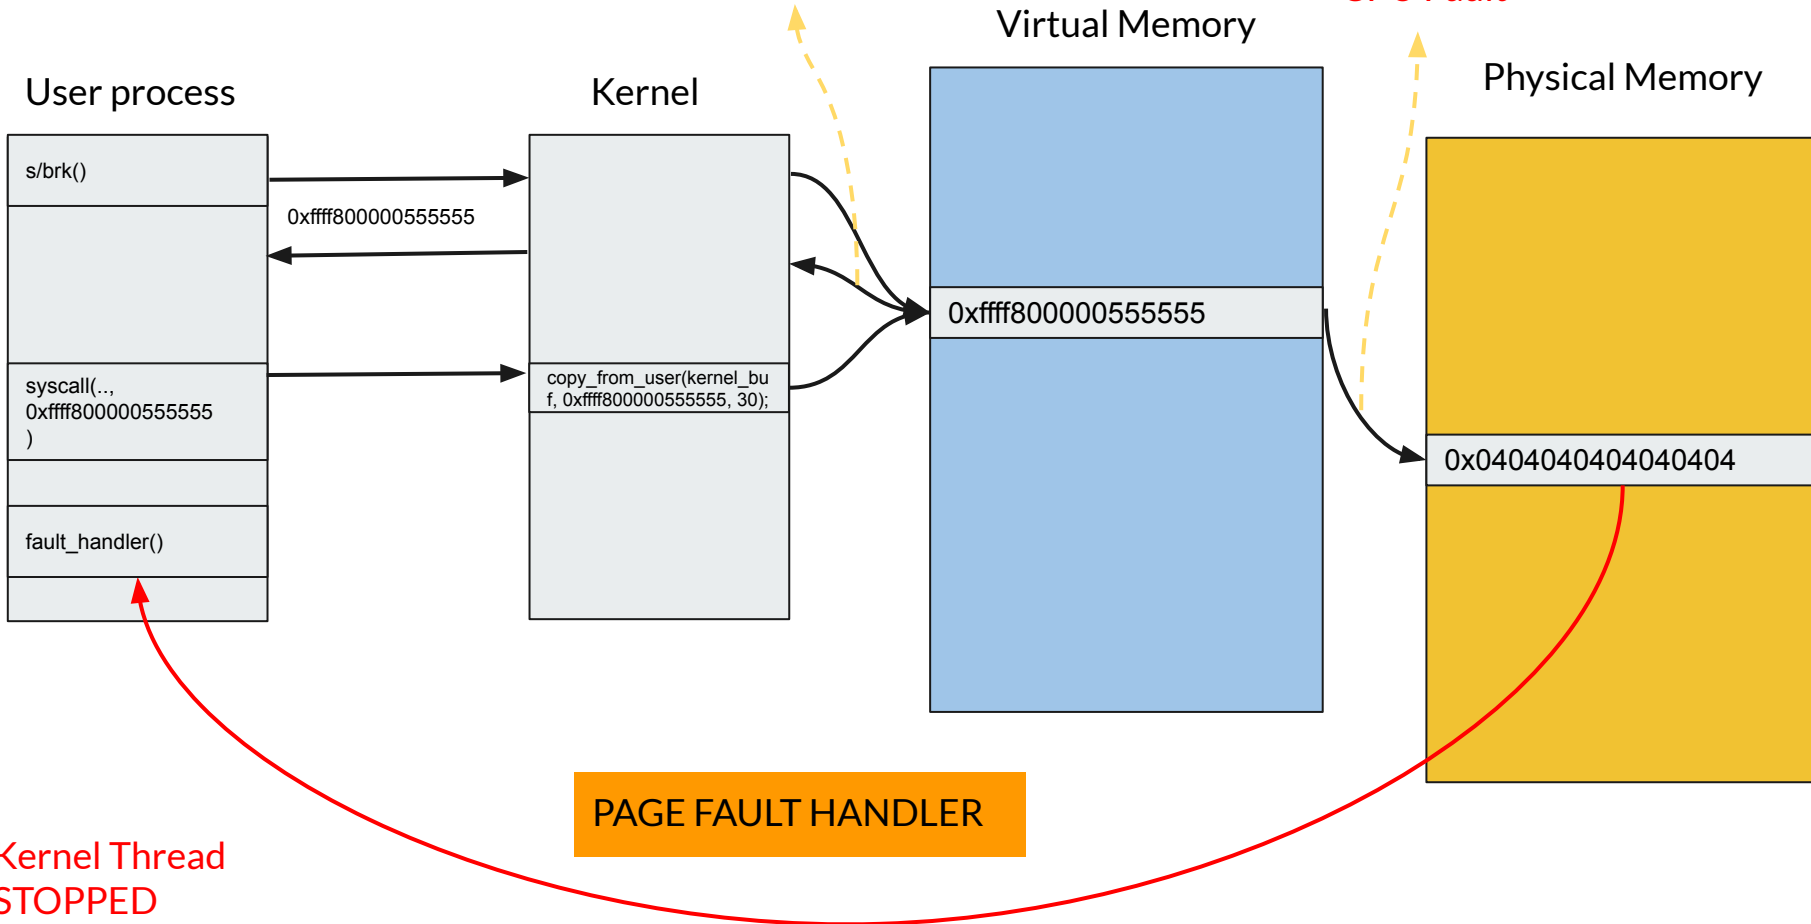 Virtual Memory
Physical Memory
User process
Kernel
s/brk()
0xffff800000555555
0xffff800000555555
syscall(..,
0xffff800000555555
)
copy_from_user(kernel_bu
f, 0xffff800000555555, 30);
0x0404040404040404
fault_handler()
PAGE FAULT HANDLER
Kernel Thread
STOPPED